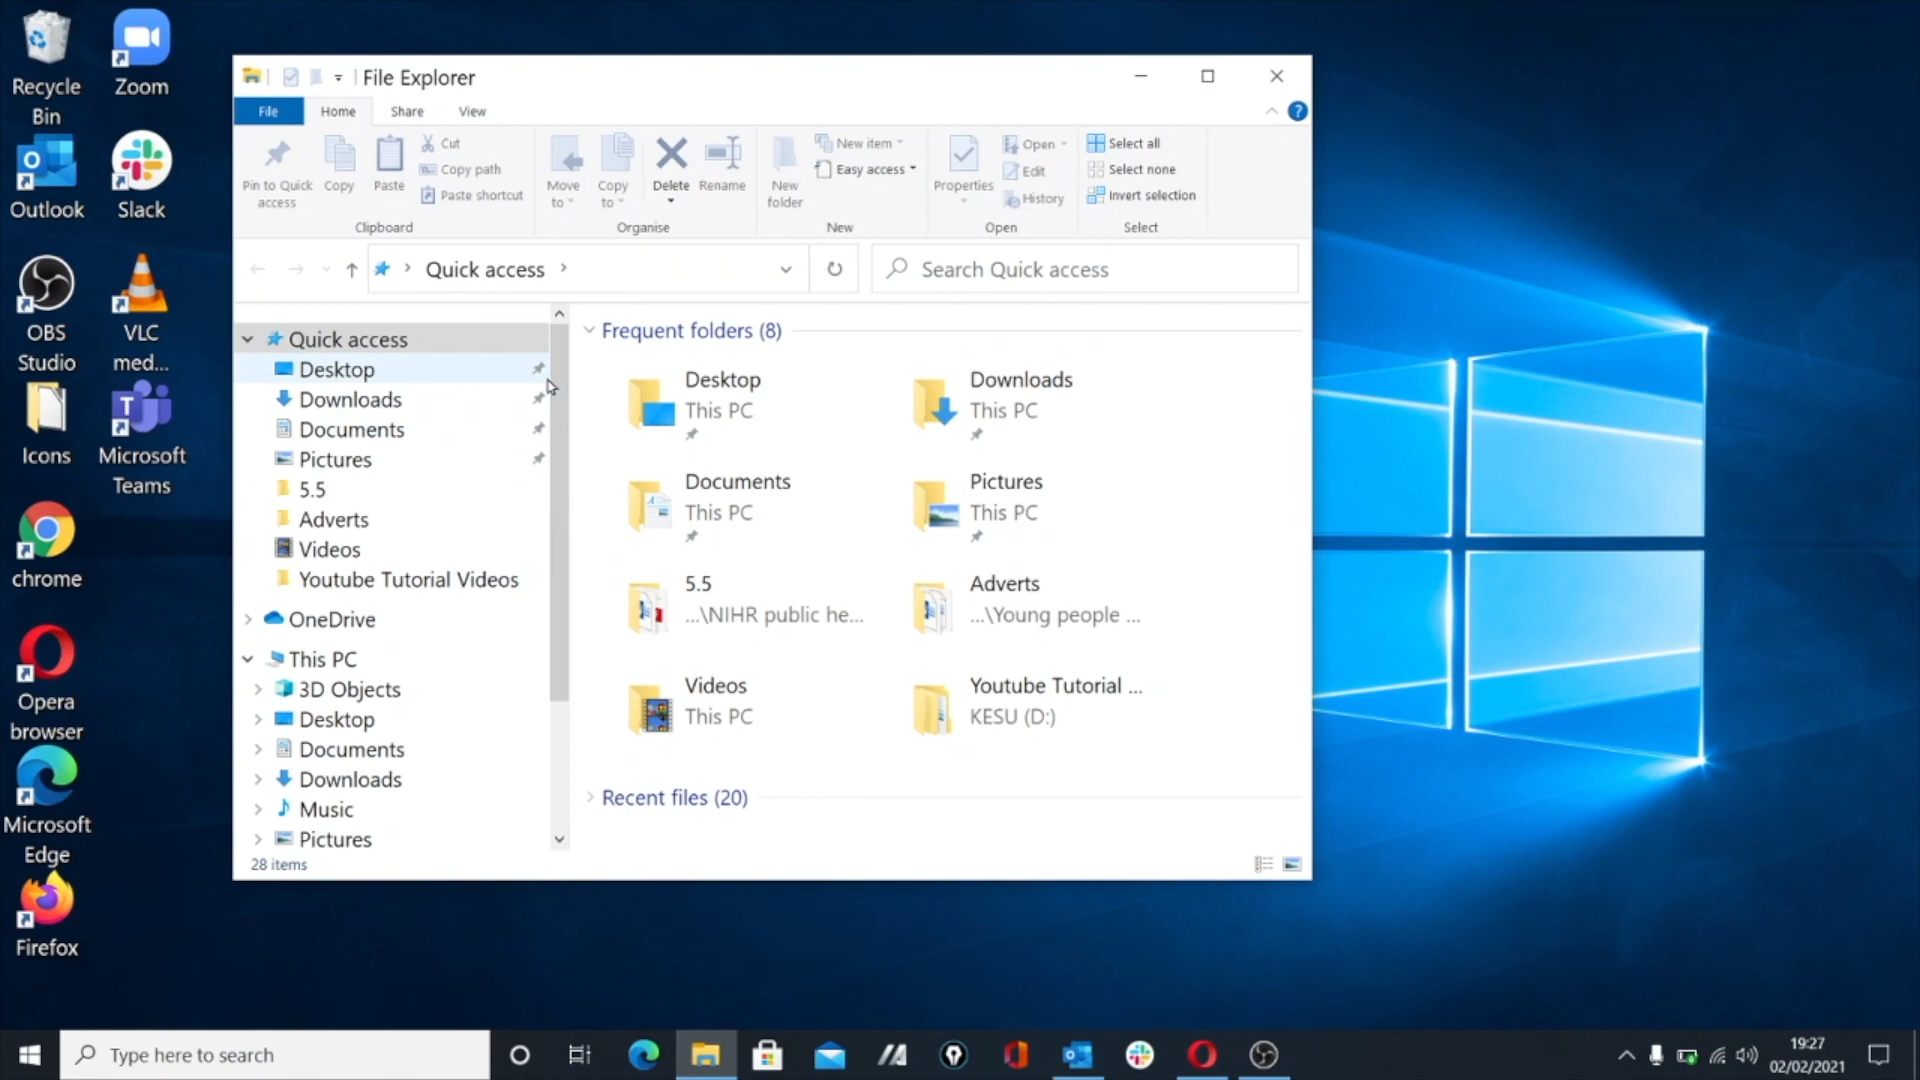 Recycle
Bin
Zoom
Outlook
Slack
OBS
Studio
VLC
med...
Icons
Microsoft
Teams
chrome
Opera
browser
Microsoft
Edge
Firefox
File Explorer
File
Home
Share
View
Pin to Quick
access
Copy
Paste
Cut
Copy path
Paste shortcut
Clipboard
Move
to
Copy
to
Delete
Rename
Organise
New
folder
New item
Easy access
New
Properties
Open
Edit
History
Open
Select all
Select none
Invert selection
Select
Quick access
Search Quick access
Quick access
Desktop
Downloads
Documents
Pictures
5.5
Adverts
Videos
Youtube Tutorial Videos
OneDrive
This PC
3D Objects
Desktop
Documents
Downloads
Music
Pictures
Frequent folders (8)
Desktop
This PC
Downloads
This PC
Documents
This PC
Pictures
This PC
5.5
...\NIHR public he...
Adverts
...\Young people ...
Videos
This PC
Youtube Tutorial ...
KESU (D:)
Recent files (20)
28 items
Type here to search
19:27
02/02/2021